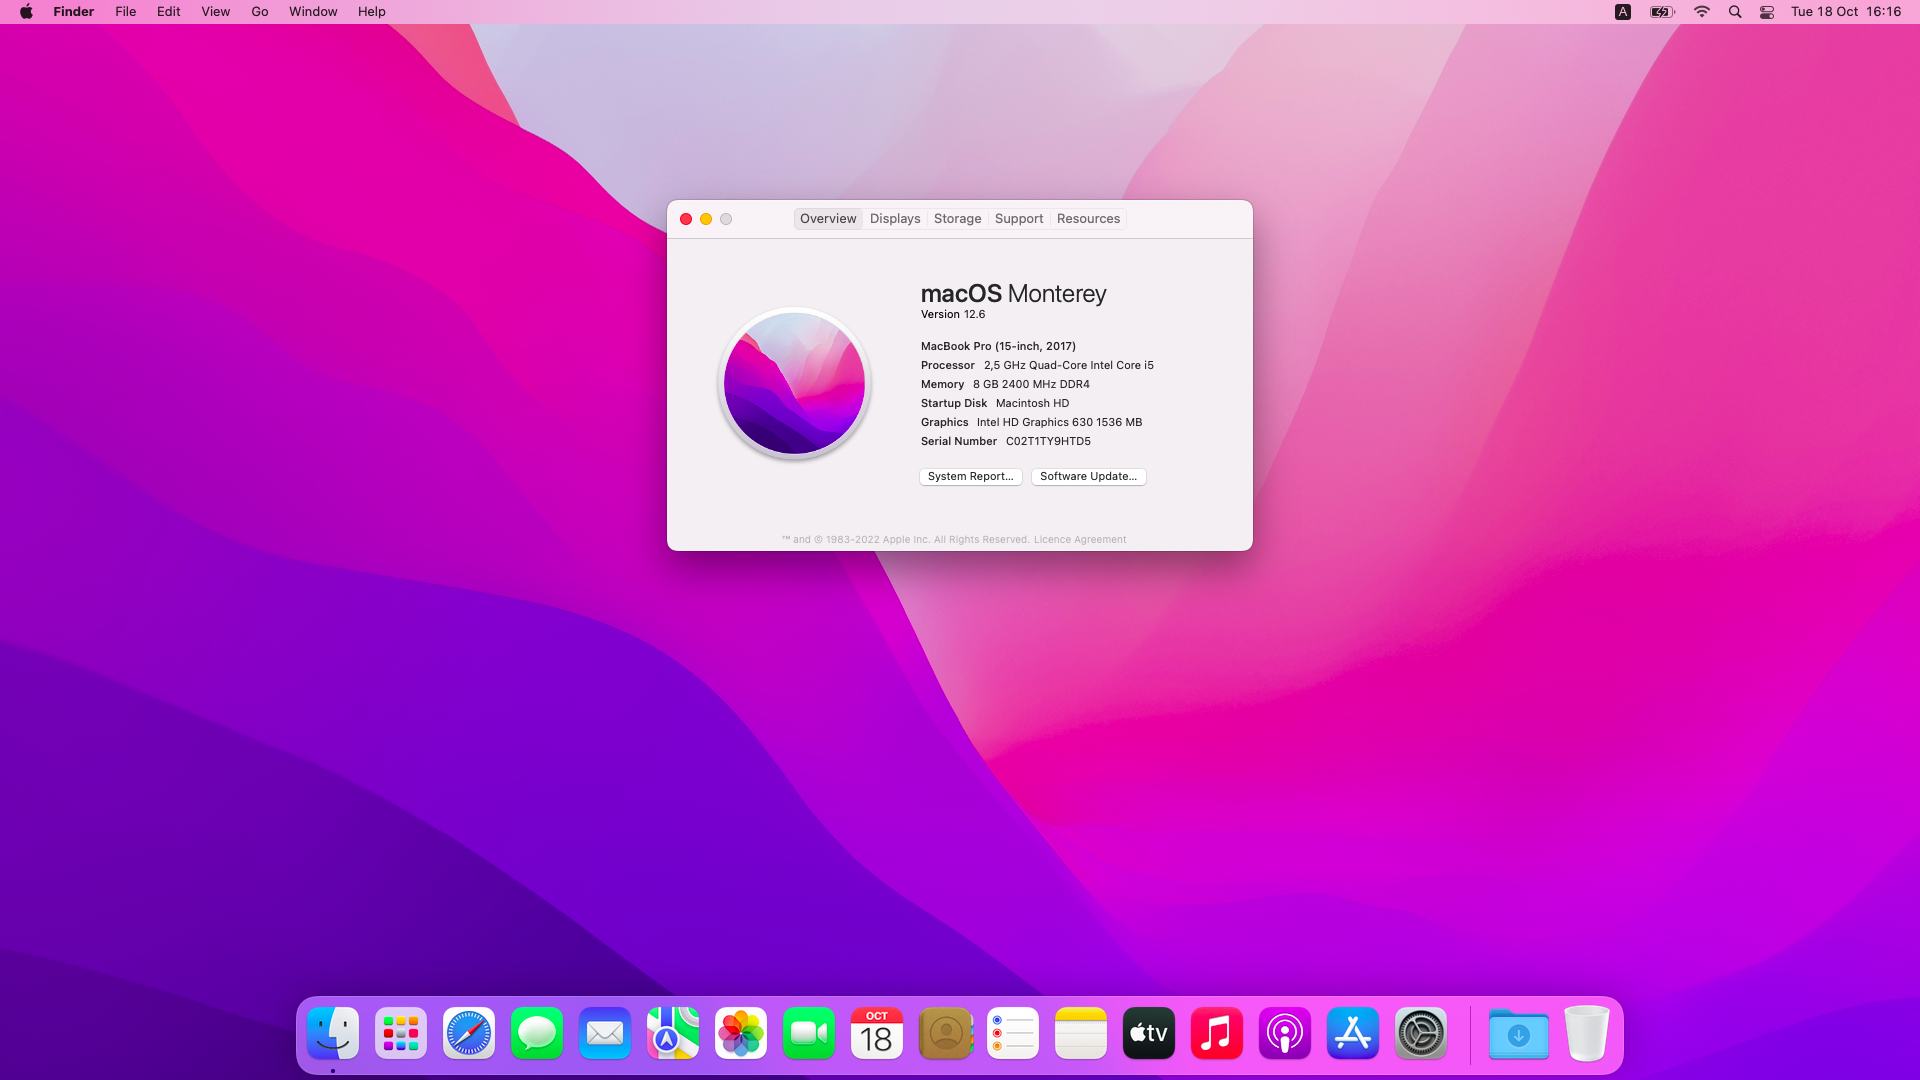 Finder File Edit View Go Window Help A Tue 18 Oct 16:16
Overview Displays Storage Support Resources
macOS Monterey
Version 12.6
MacBook Pro (15-inch, 2017)
Processor 2,5 GHz Quad-Core Intel Core i5
Memory 8 GB 2400 MHz DDR4
Startup Disk Macintosh HD
Graphics Intel HD Graphics 630 1536 MB
Serial Number C02T1TY9HTD5
System Report... Software Update...
™ and © 1983-2022 Apple Inc. All Rights Reserved. Licence Agreement
OCT
18
tv